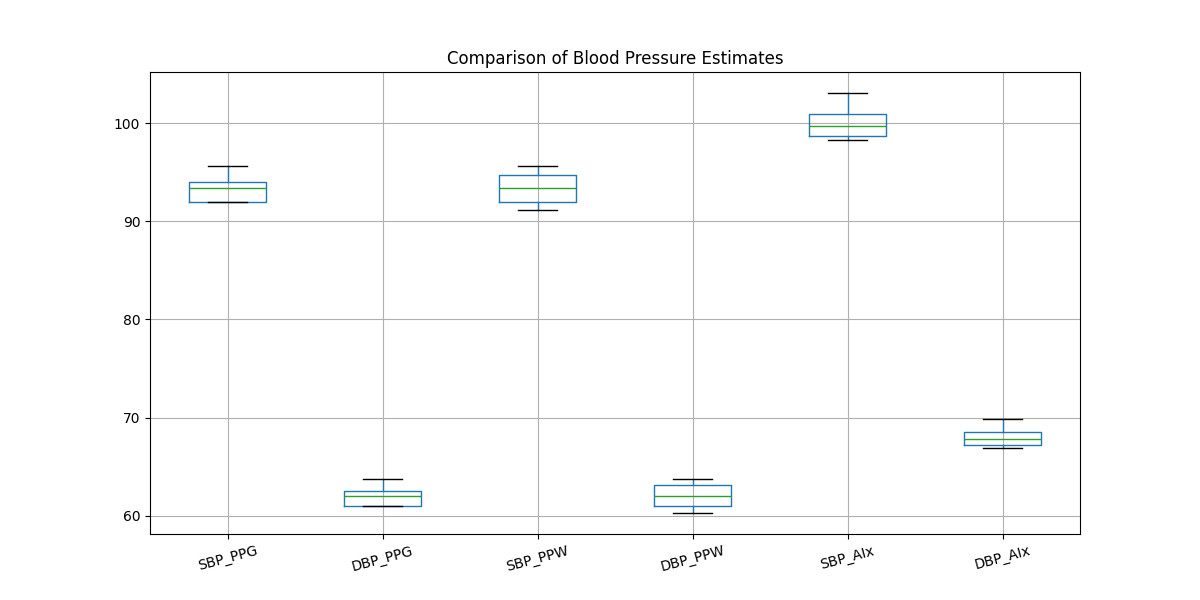 Comparison of Blood Pressure Estimates
100
90
80
70
60
SBP_PPG
DBP_PPG
SBP_PPW
DBP_PPW
SBP_AIx
DBP_AIx